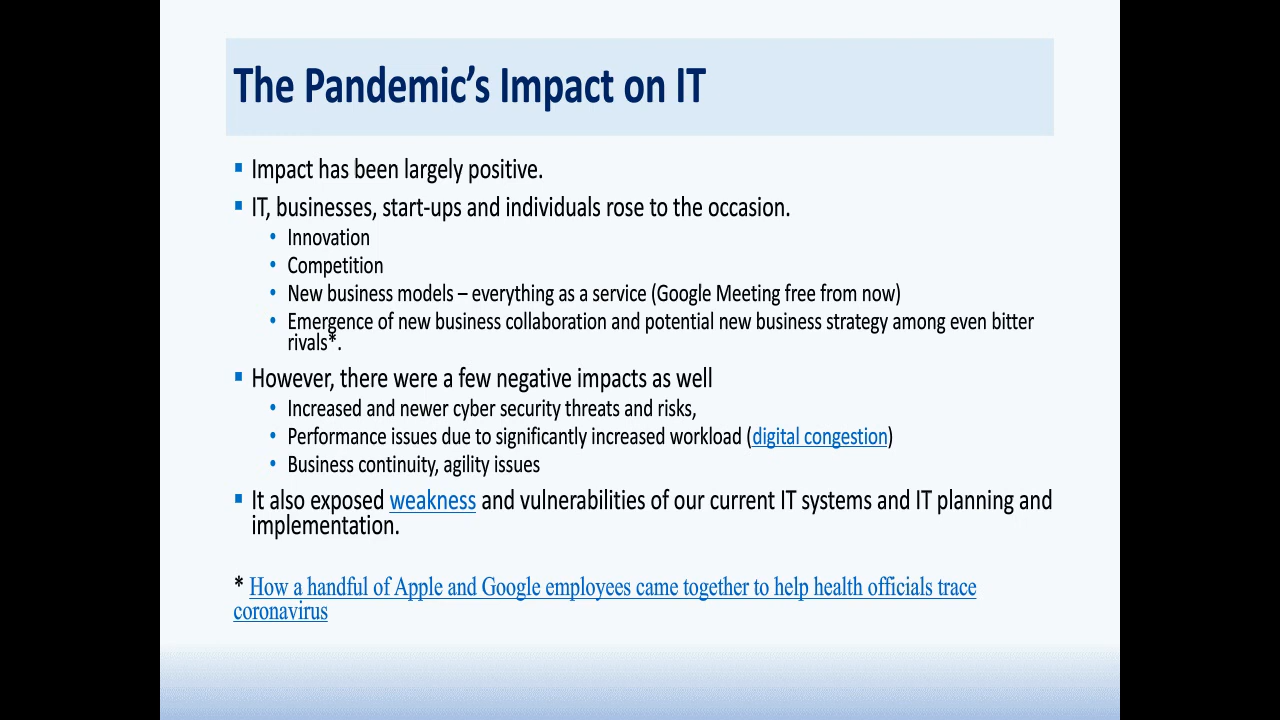 The Pandemic's Impact on IT
▪ Impact has been largely positive.
▪ IT, businesses, start-ups and individuals rose to the occasion.
• Innovation
• Competition
• New business models – everything as a service (Google Meeting free from now)
• Emergence of new business collaboration and potential new business strategy among even bitter
rivals*.
▪ However, there were a few negative impacts as well
• Increased and newer cyber security threats and risks,
• Performance issues due to significantly increased workload (digital congestion)
• Business continuity, agility issues
▪ It also exposed weakness and vulnerabilities of our current IT systems and IT planning and
implementation.
* How a handful of Apple and Google employees came together to help health officials trace
coronavirus